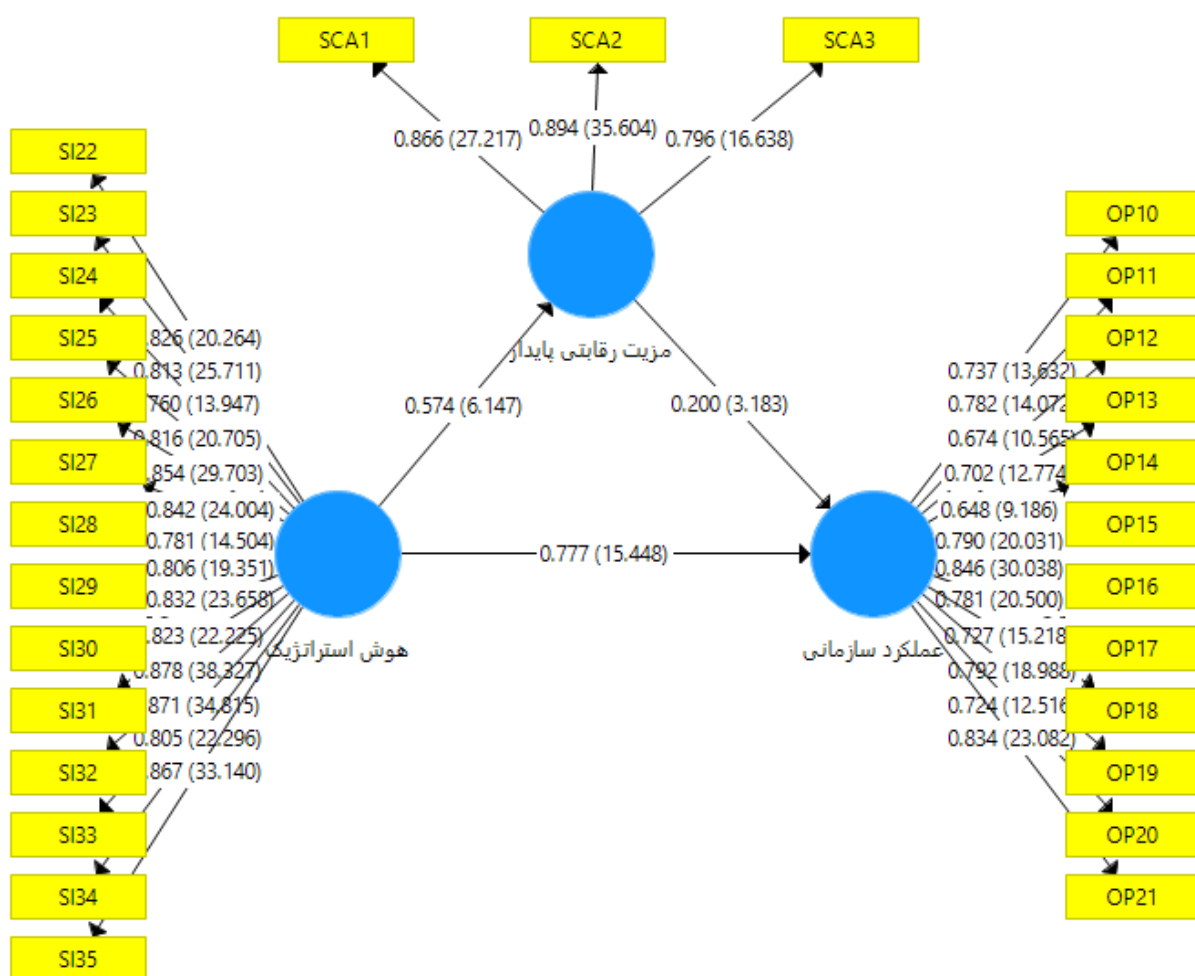 SCA1
SCA2
SCA3
0.866 (27.217)
0.894 (35.604)
0.796 (16.638)
مزیت رقابتی پایدار
SI22
SI23
SI24
SI25
SI26
SI27
SI28
SI29
SI30
SI31
SI32
SI33
SI34
SI35
.826 (20.264)
0.813 (25.711)
.760 (13.947)
.816 (20.705)
.854 (29.703)
0.842 (24.004)
0.781 (14.504)
0.806 (19.351)
0.832 (23.658)
.823 (22.225)
0.878 (38.327)
.871 (34.815)
0.805 (22.296)
.867 (33.140)
هوش استراتژیک
0.574 (6.147)
0.200 (3.183)
0.777 (15.448)
عملکرد سازمانی
0.737 (13.632)
0.782 (14.072
0.674 (10.565
0.702 (12.774
0.648 (9.186)
0.790 (20.031)
0.846 (30.038)
0.781 (20.500)
0.727 (15.218
0.792 (18.988)
0.724 (12.516
0.834 (23.082)
OP10
OP11
OP12
OP13
OP14
OP15
OP16
OP17
OP18
OP19
OP20
OP21